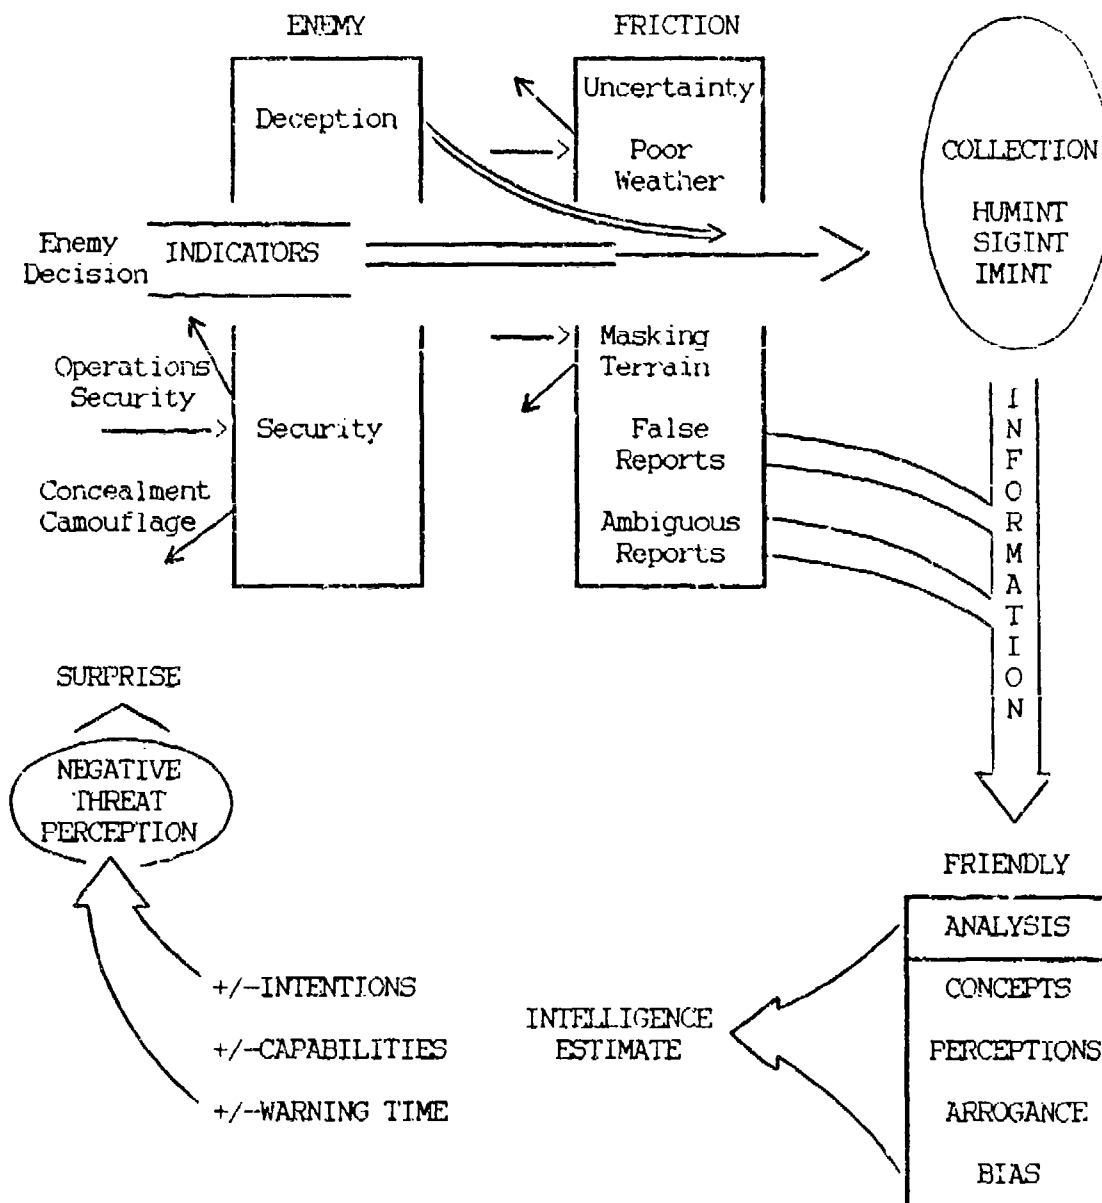 ENEMY
FRICTION
Deception
Uncertainty
Poor
Weather
COLLECTION
HUMINT
SIGINT
IMINT
Enemy
Decision
INDICATORS
Operations
Security
Security
Concealment
Camouflage
Masking
Terrain
False
Reports
Ambiguous
Reports
INFORMATION
SURPRISE
NEGATIVE
THREAT
PERCEPTION
FRIENDLY
ANALYSIS
CONCEPTS
PERCEPTIONS
ARROGANCE
BIAS
INTELLIGENCE
ESTIMATE
+/-INTENTIONS
+/-CAPABILITIES
+/-WARNING TIME